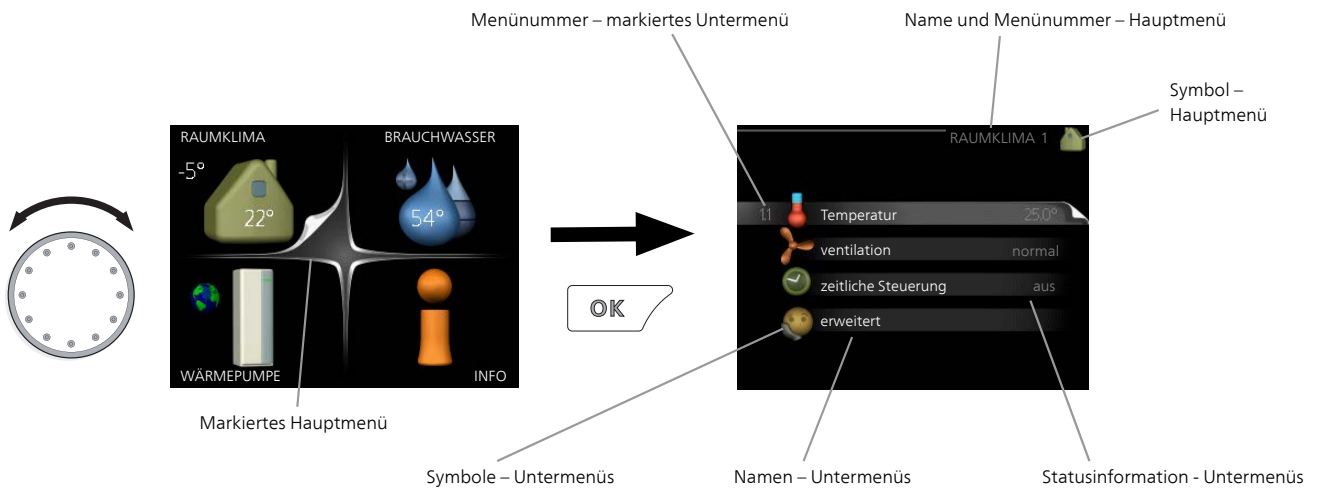 Menünummer – markiertes Untermenü
Name und Menünummer – Hauptmenü
Symbol –
Hauptmenü
RAUMKLIMA
BRAUCHWASSER
-5°
22°
54°
WÄRMEPUMPE
INFO
Markiertes Hauptmenü
OK
RAUMKLIMA 1
1.1 Temperatur 25.0°
ventilation normal
zeitliche Steuerung aus
erweitert
Symbole – Untermenüs
Namen – Untermenüs
Statusinformation - Untermenüs